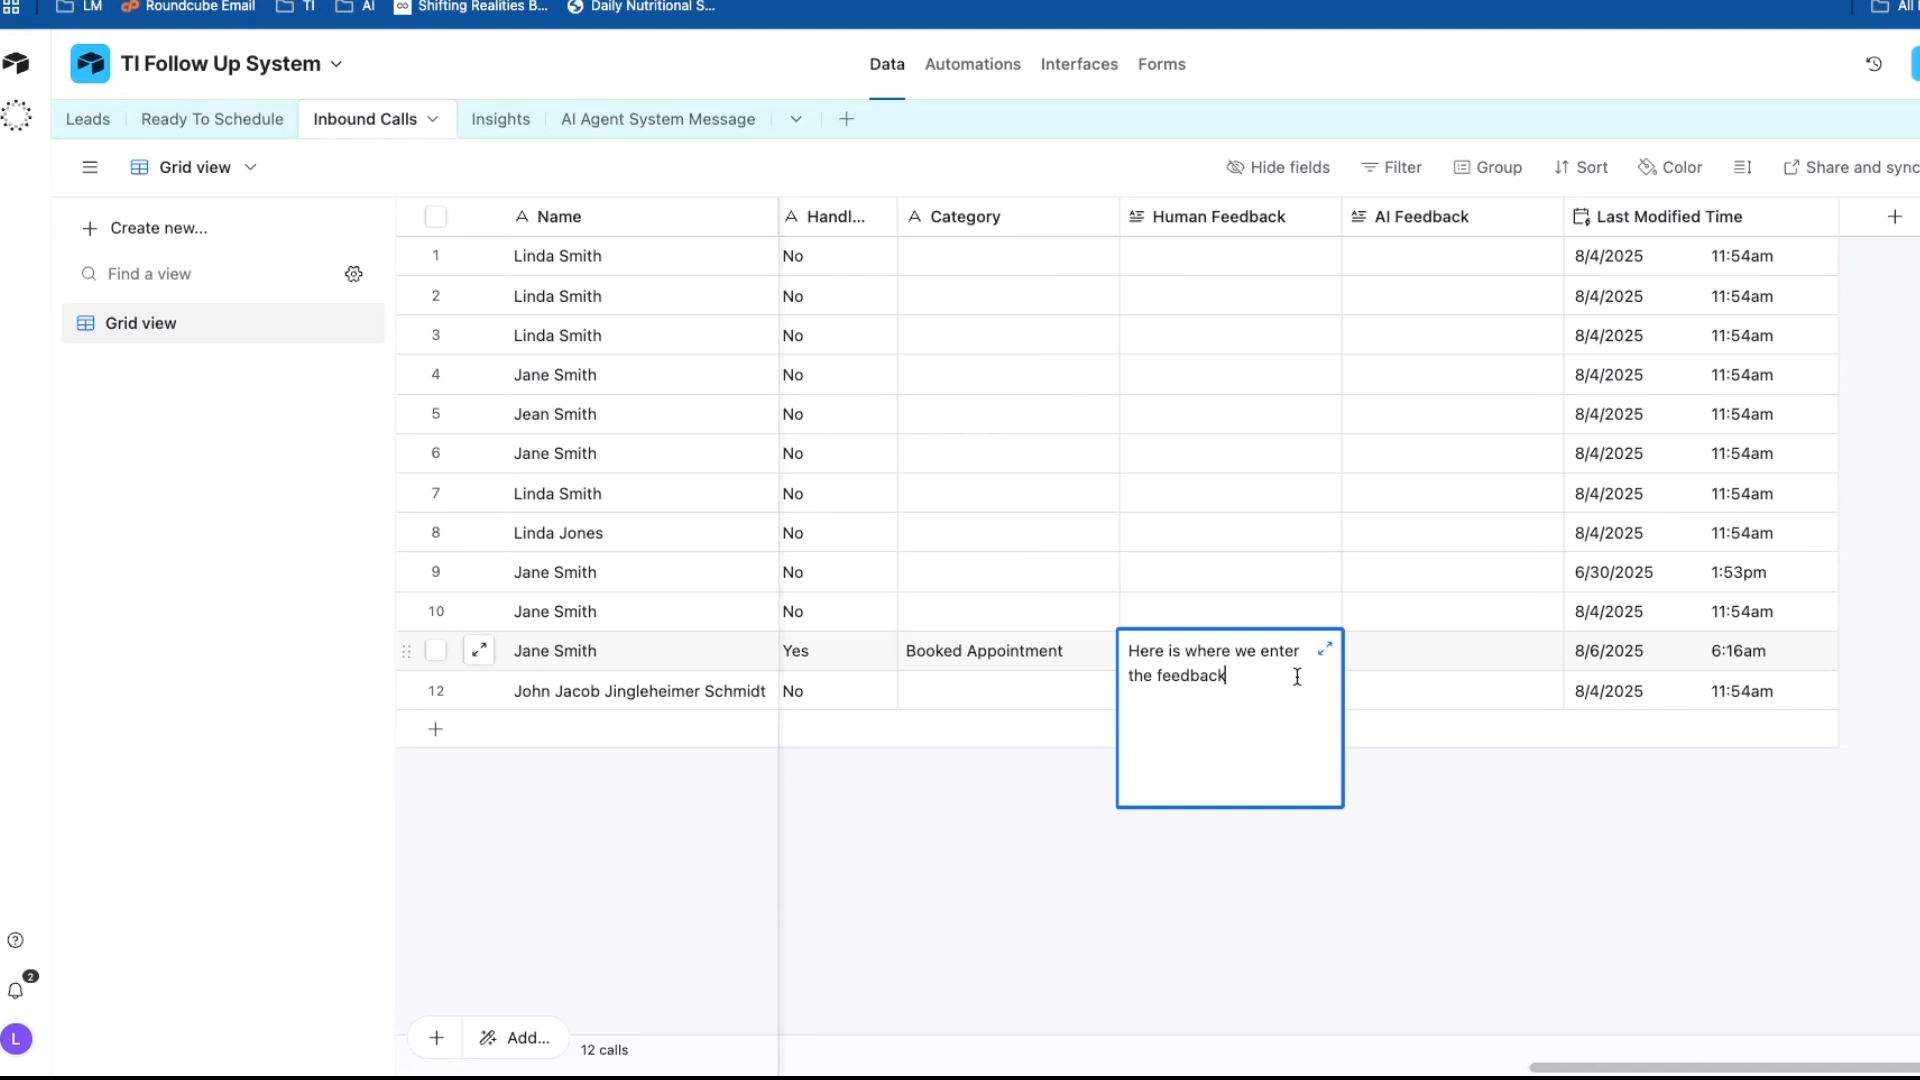 LM Roundcube Email TI AI Shifting Realities B... Daily Nutritional S... All
TI Follow Up System
Data Automations Interfaces Forms
Leads Ready To Schedule Inbound Calls Insights AI Agent System Message
Grid view Hide fields Filter Group Sort Color Share and sync
Create new...
Find a view
Grid view
Name Handl... Category Human Feedback AI Feedback Last Modified Time
1 Linda Smith No 8/4/2025 11:54am
2 Linda Smith No 8/4/2025 11:54am
3 Linda Smith No 8/4/2025 11:54am
4 Jane Smith No 8/4/2025 11:54am
5 Jean Smith No 8/4/2025 11:54am
6 Jane Smith No 8/4/2025 11:54am
7 Linda Smith No 8/4/2025 11:54am
8 Linda Jones No 8/4/2025 11:54am
9 Jane Smith No 6/30/2025 1:53pm
10 Jane Smith No 8/4/2025 11:54am
Jane Smith Yes Booked Appointment Here is where we enter 8/6/2025 6:16am
the feedback
12 John Jacob Jingleheimer Schmidt No 8/4/2025 11:54am
2
L
Add...
12 calls